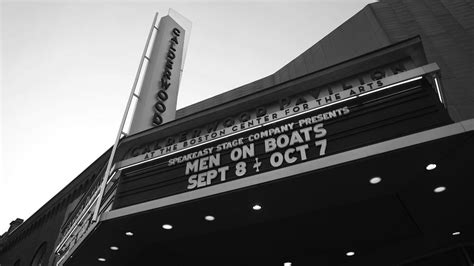 CALDERWOOD
CALDERWOOD PAVILION
AT THE BOSTON CENTER FOR THE ARTS
SPEAKEASY STAGE COMPANY PRESENTS
MEN ON BOATS
SEPT 8 - OCT 7